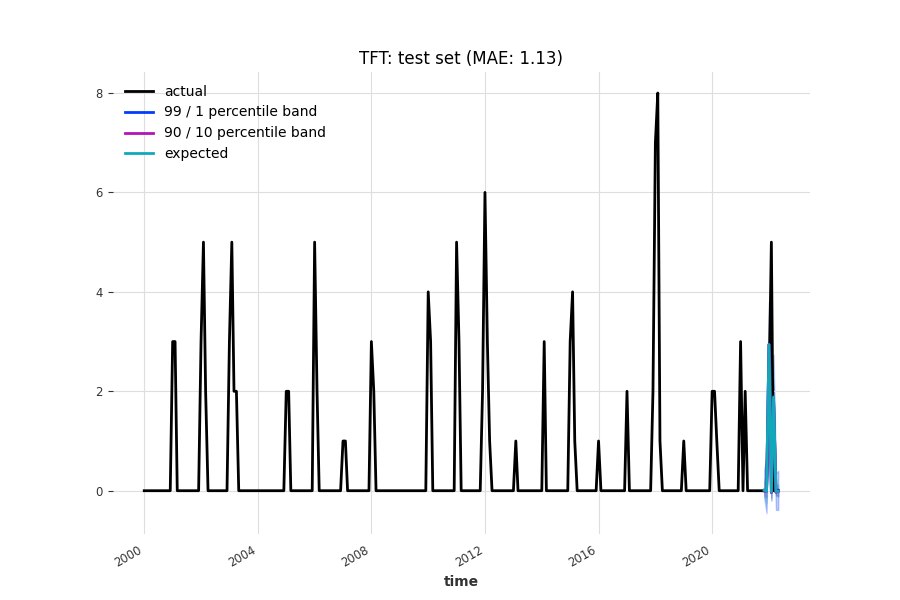 TFT: test set (MAE: 1.13)
actual
99 / 1 percentile band
90 / 10 percentile band
expected
8
6
4
2
0
2000
2004
2008
2012
2016
2020
time